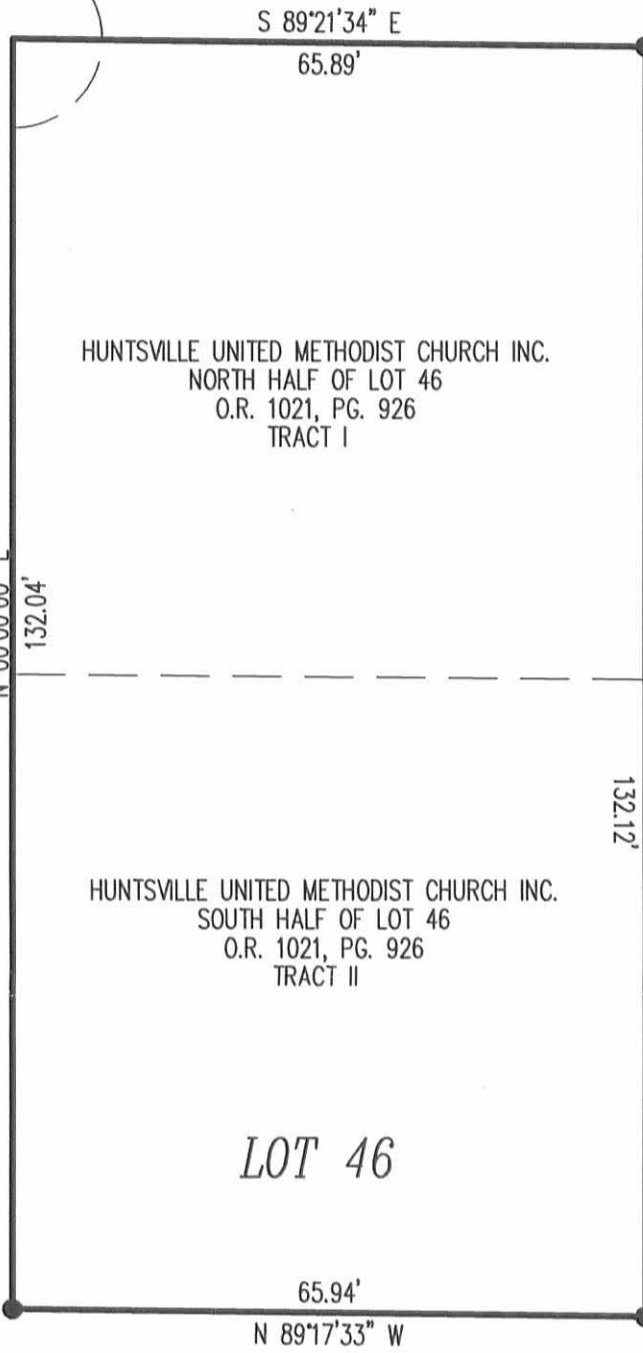 S 89°21'34" E
65.89'
HUNTSVILLE UNITED METHODIST CHURCH INC.
NORTH HALF OF LOT 46
O.R. 1021, PG. 926
TRACT I
132.04'
132.12'
HUNTSVILLE UNITED METHODIST CHURCH INC.
SOUTH HALF OF LOT 46
O.R. 1021, PG. 926
TRACT II
LOT 46
65.94'
N 89°17'33" W